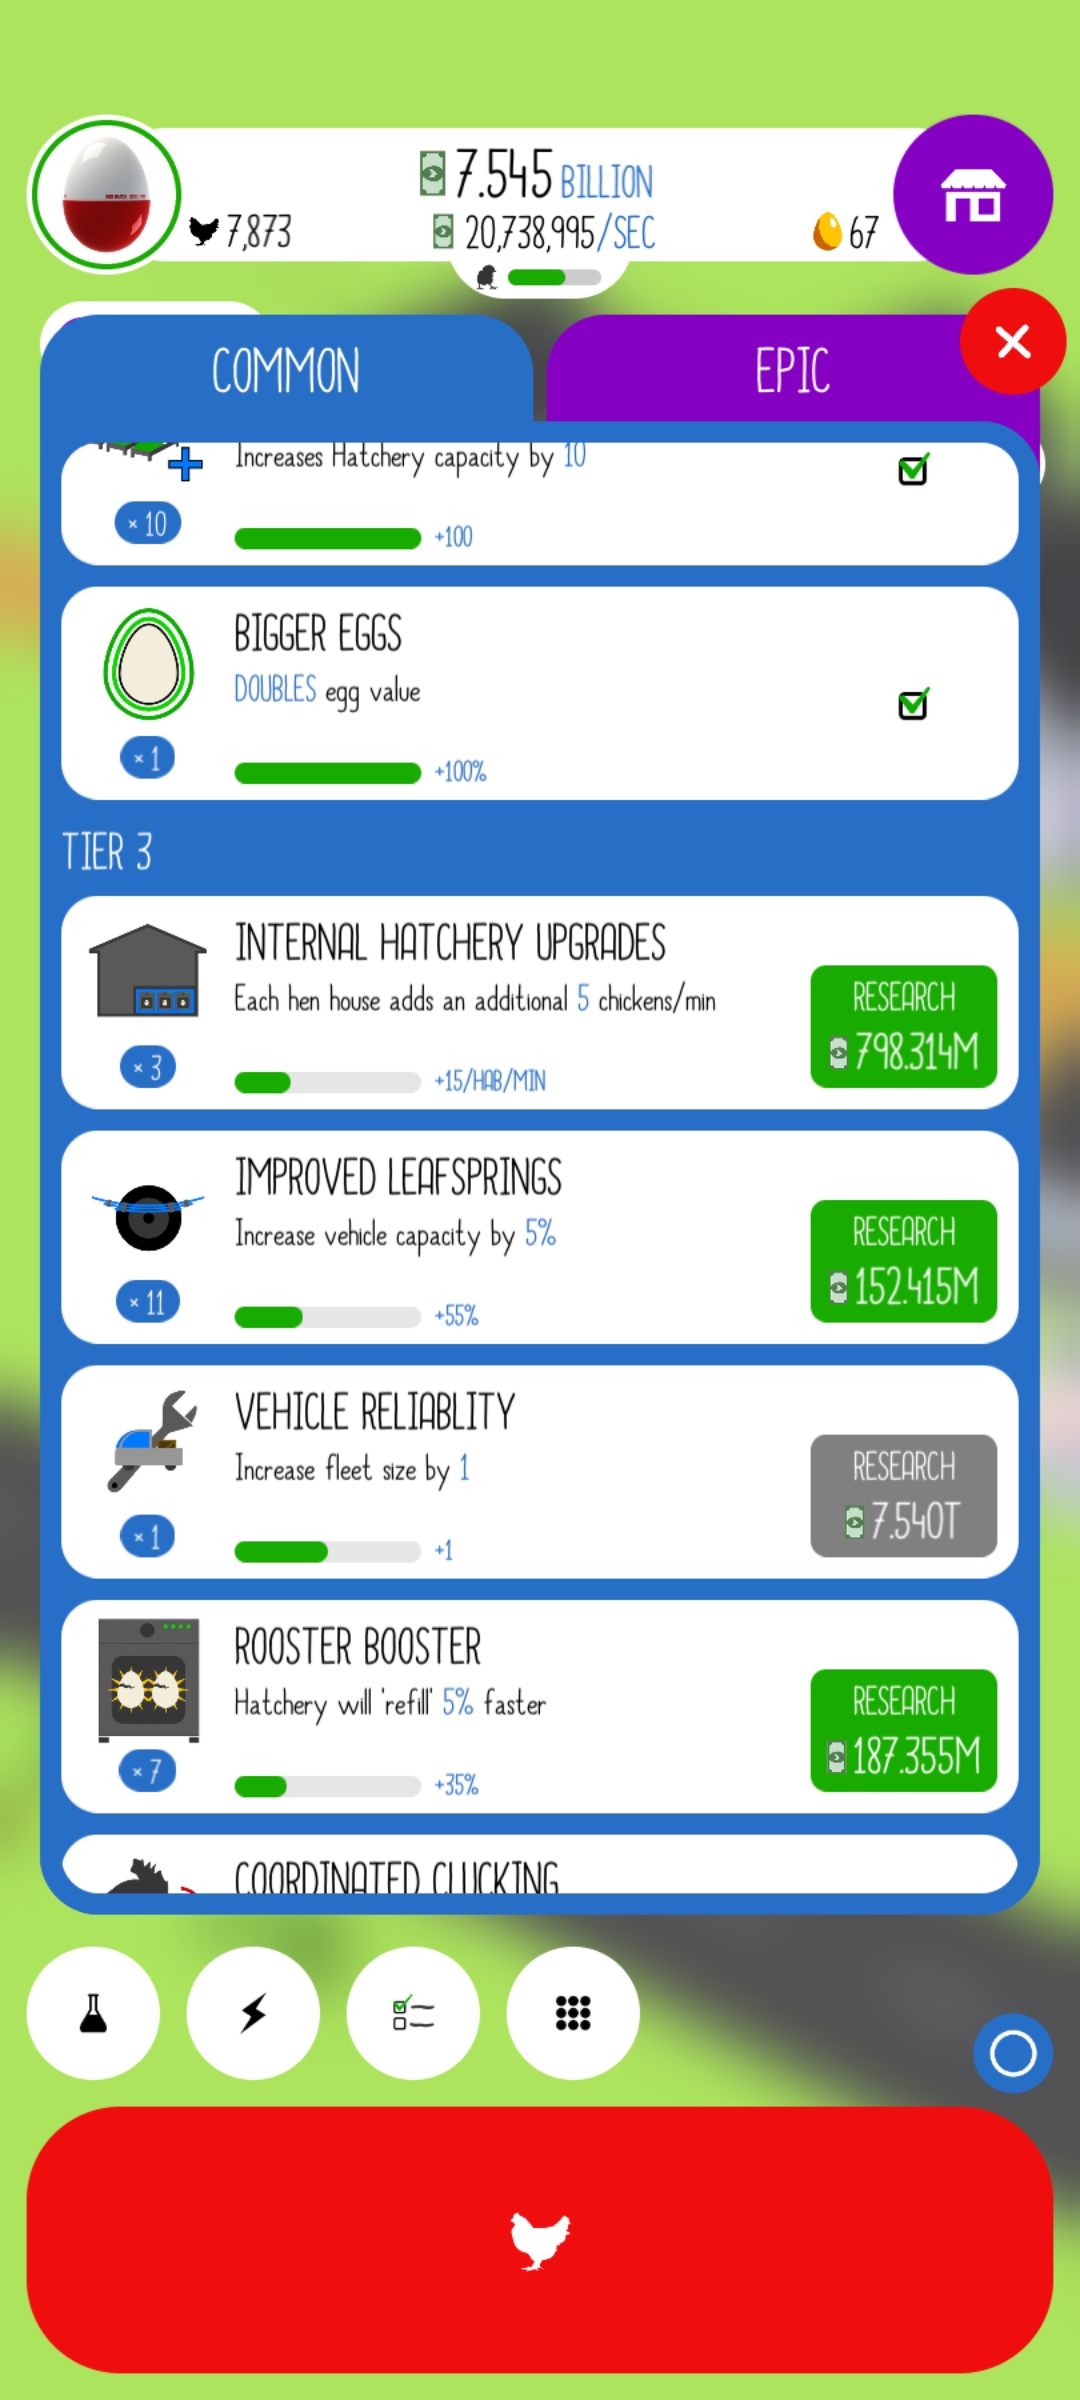 7.545 BILLION
7,873
20,738,995/SEC
67
COMMON
EPIC
Increases Hatchery capacity by 10
× 10
+100
BIGGER EGGS
DOUBLES egg value
× 1
+100%
TIER 3
INTERNAL HATCHERY UPGRADES
Each hen house adds an additional 5 chickens/min
RESEARCH
798.314M
× 3
+15/HAB/MIN
IMPROVED LEAFSPRINGS
Increase vehicle capacity by 5%
RESEARCH
152.415M
× 11
+55%
VEHICLE RELIABLITY
Increase fleet size by 1
RESEARCH
7.540T
× 1
+1
ROOSTER BOOSTER
Hatchery will 'refill' 5% faster
RESEARCH
187.355M
× 7
+35%
COORDINATED CLUCKING